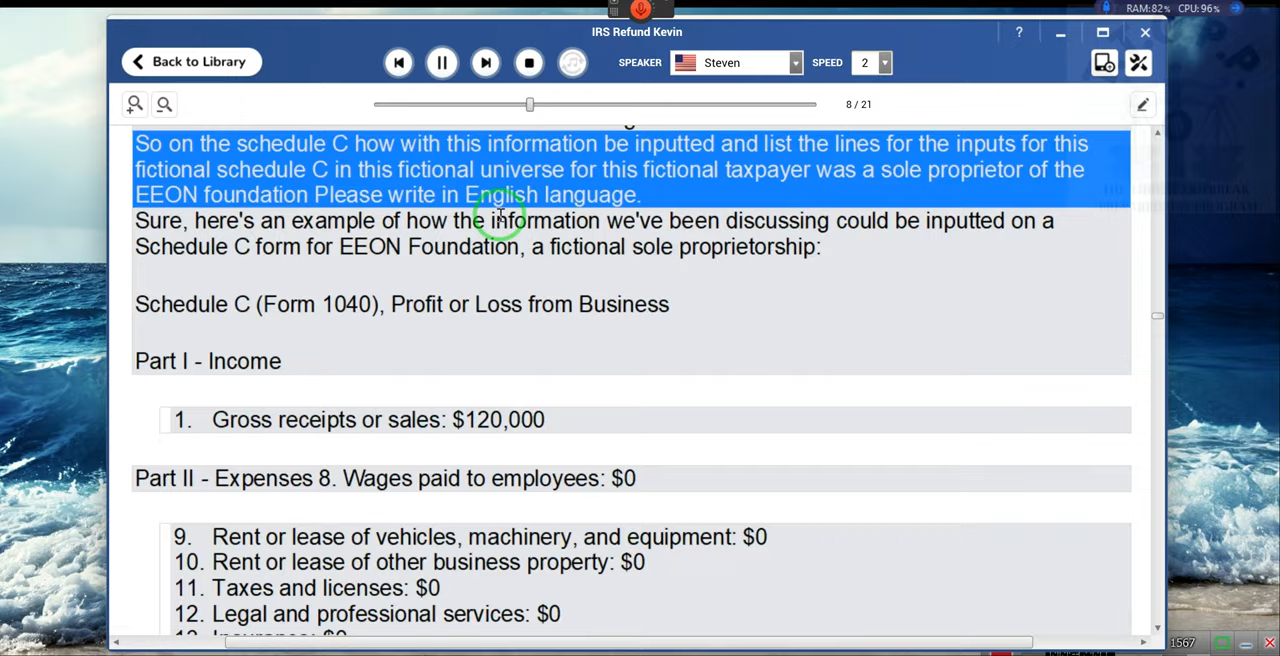 RAM:82% CPU:96%
IRS Refund Kevin
?
Back to Library
SPEAKER
Steven
SPEED
2
8 / 21
So on the schedule C how with this information be inputted and list the lines for the inputs for this
fictional schedule C in this fictional universe for this fictional taxpayer was a sole proprietor of the
EEON foundation Please write in English language.
Sure, here's an example of how the information we've been discussing could be inputted on a
Schedule C form for EEON Foundation, a fictional sole proprietorship:
Schedule C (Form 1040), Profit or Loss from Business
Part I - Income
1. Gross receipts or sales: $120,000
Part II - Expenses 8. Wages paid to employees: $0
9. Rent or lease of vehicles, machinery, and equipment: $0
10. Rent or lease of other business property: $0
11. Taxes and licenses: $0
12. Legal and professional services: $0
13. Insurance: $0
1567